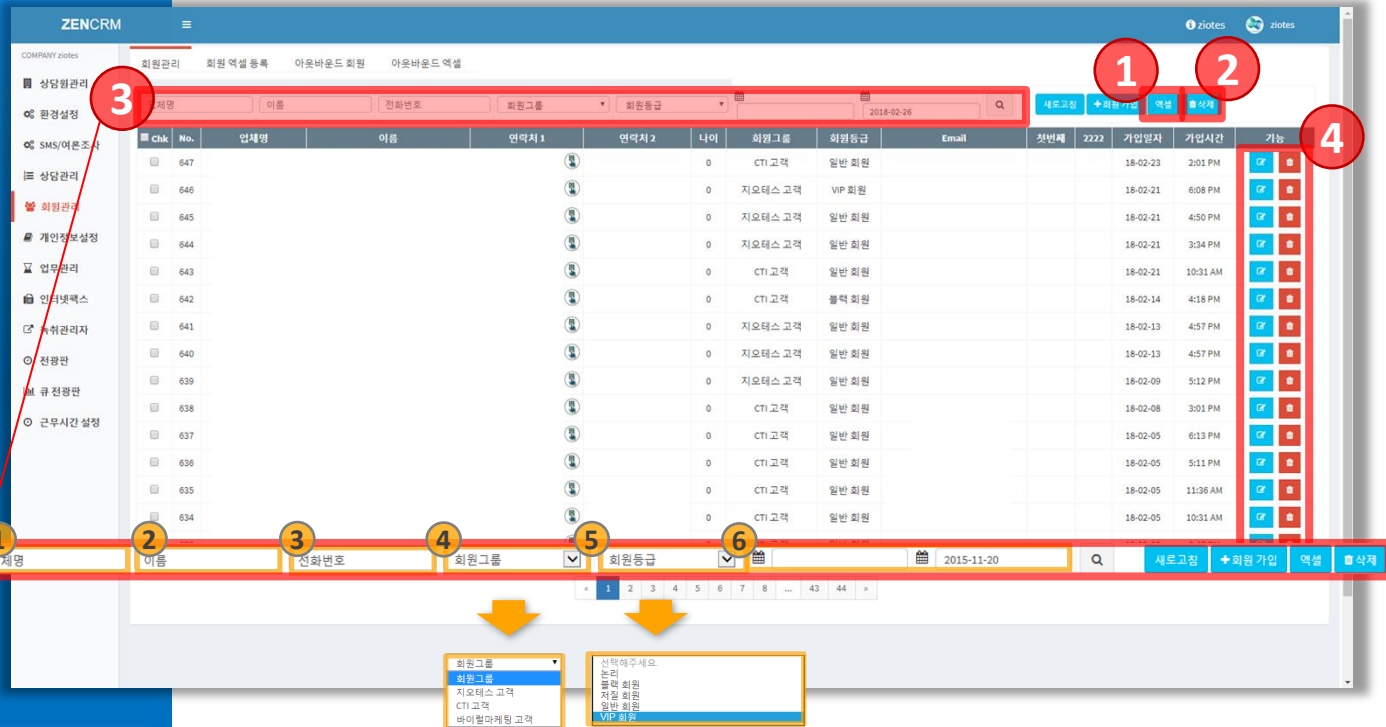 ZENCRM
ziotes
ziotes
COMPANY ziotes
상담원관리
환경설정
SMS/여론조사
상담관리
회원관리
개인정보설정
업무관리
인터넷팩스
녹취관리자
전광판
큐 전광판
근무시간 설정
회원관리 회원 엑셀 등록 아웃바운드 회원 아웃바운드 엑셀
1
2
3
4
이름 전화번호 회원그룹 회원등급 2018-02-26 새로고침 엑셀 삭제
Chk No. 업체명 이름 연락처 1 연락처 2 나이 회원그룹 회원등급 Email 첫번째 2222 가입일자 가입시간 기능
647 0 CTI 고객 일반 회원 18-02-23 2:01 PM
646 0 지오테스 고객 VIP 회원 18-02-21 6:08 PM
645 0 지오테스 고객 일반 회원 18-02-21 4:50 PM
644 0 지오테스 고객 일반 회원 18-02-21 3:34 PM
643 0 CTI 고객 일반 회원 18-02-21 10:31 AM
642 0 CTI 고객 블랙 회원 18-02-14 4:18 PM
641 0 지오테스 고객 일반 회원 18-02-13 4:57 PM
640 0 지오테스 고객 일반 회원 18-02-13 4:57 PM
639 0 지오테스 고객 일반 회원 18-02-09 5:12 PM
638 0 CTI 고객 일반 회원 18-02-08 3:01 PM
637 0 CTI 고객 일반 회원 18-02-05 6:13 PM
636 0 CTI 고객 일반 회원 18-02-05 5:11 PM
635 0 CTI 고객 일반 회원 18-02-05 11:36 AM
634 0 CTI 고객 일반 회원 18-02-05 10:31 AM
1 2 3 4 5 6
체명 이름 전화번호 회원그룹 회원등급 2015-11-20 새로고침 회원 가입 엑셀 삭제
« 1 2 3 4 5 6 7 8 ... 43 44 »
회원그룹
회원그룹
지오테스 고객
CTI 고객
바이럴마케팅 고객
선택해주세요.
논리
블랙 회원
저질 회원
일반 회원
VIP 회원